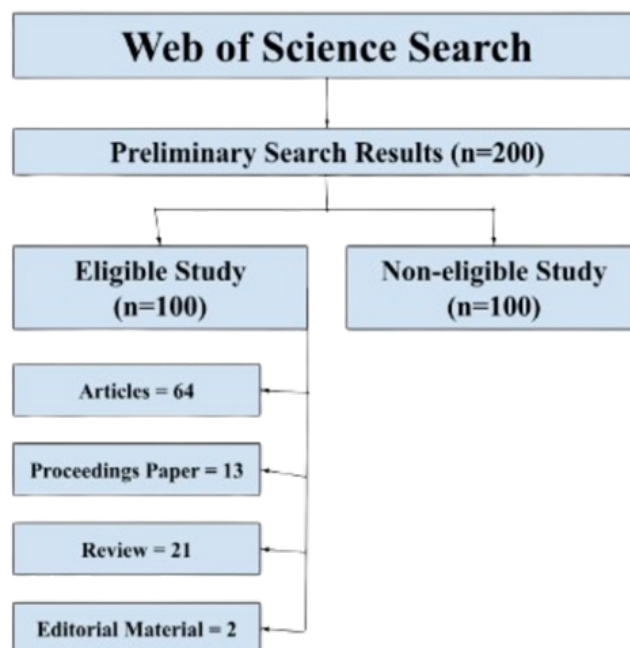 Web of Science Search
Preliminary Search Results (n=200)
Eligible Study
(n=100)
Non-eligible Study
(n=100)
Articles = 64
Proceedings Paper = 13
Review = 21
Editorial Material = 2